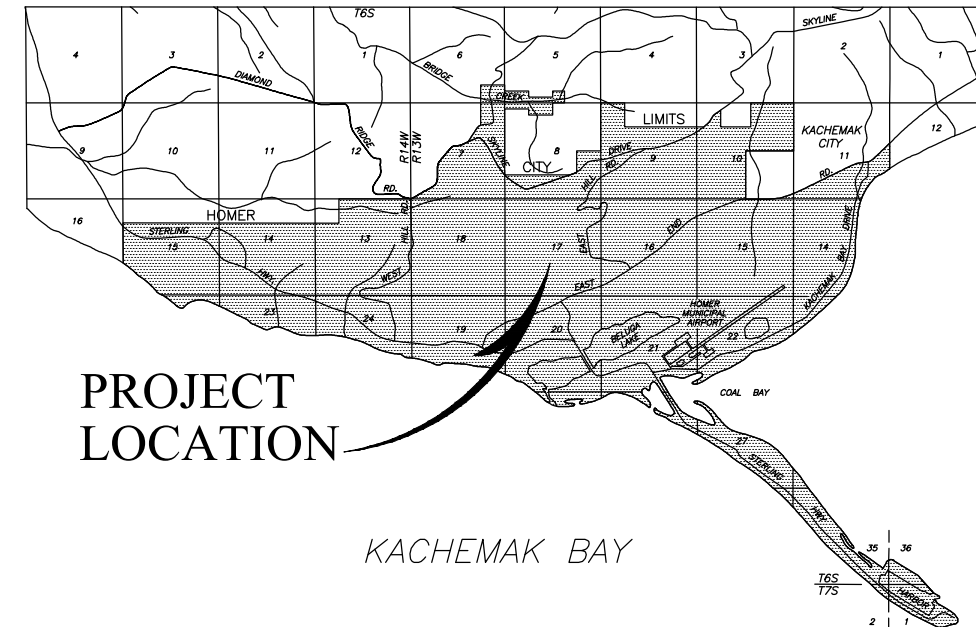 T6S
SKYLINE
4
3
2
1
6
5
4
3
2
1
BRIDGE
DIAMOND
CREEK
LIMITS
KACHEMAK
CITY
12
R14W
R13W
RIDGE
9
10
11
12
7
SKYLINE
8
DRIVE
9
10
11
CITY
HILL RD.
RD.
RD.
16
HOMER
STERLING
15
14
13
HILL RD.
18
17
EAST
16
END
15
14
DRIVE
HWY.
WEST
EAST
KACHEMAK BAY
23
24
19
20
HOMER
MUNICIPAL
AIRPORT
BELUGA
LAKE
21
22
PROJECT
LOCATION
COAL BAY
27
STERLING
HWY
KACHEMAK BAY
35
36
T6S
T7S
HARBOR
2
1